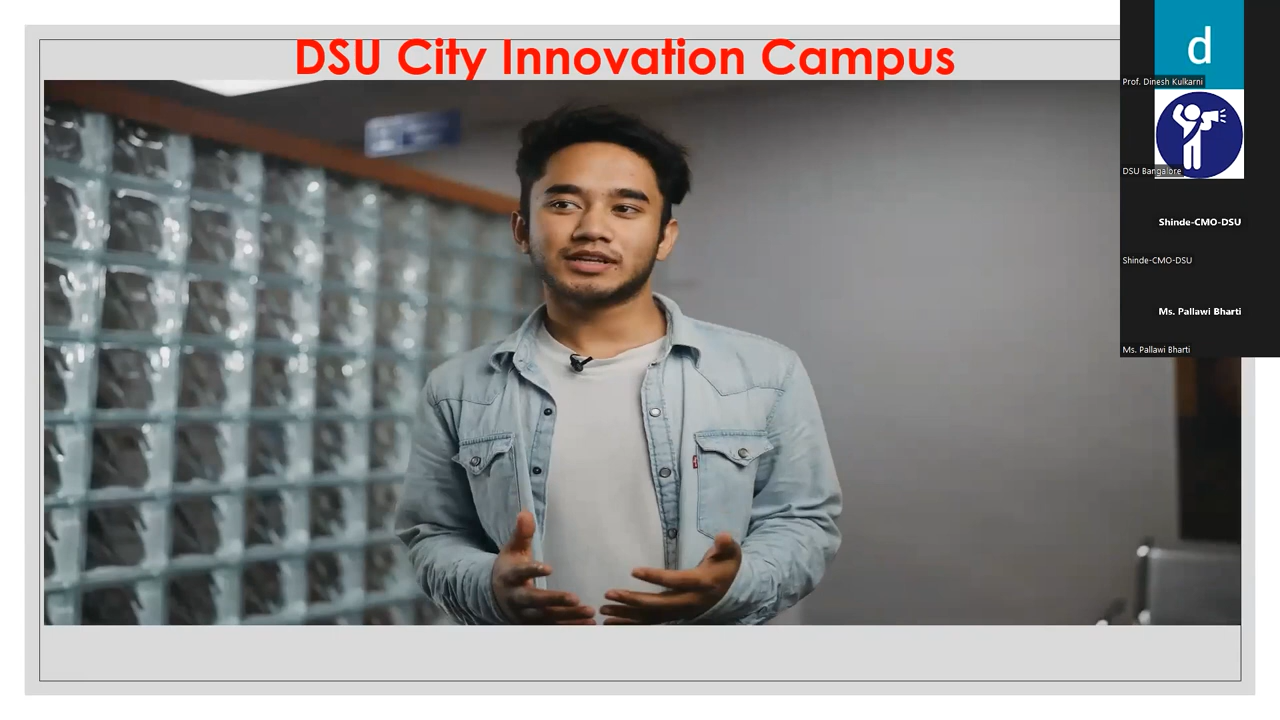 DSU City Innovation Campus
d
Prof. Dinesh Kulkarni
DSU Bangalore
Shinde-CMO-DSU
Shinde-CMO-DSU
Ms. Pallawi Bharti
Ms. Pallawi Bharti